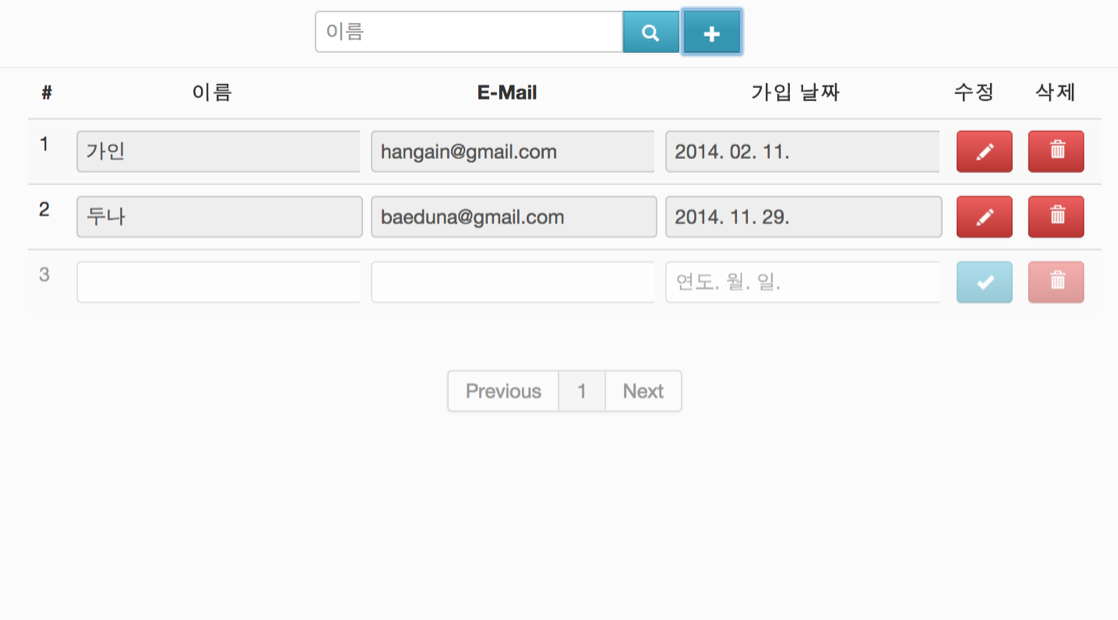 이름
# 이름 E-Mail 가입 날짜 수정 삭제
1 가인 hangain@gmail.com 2014. 02. 11.
2 두나 baeduna@gmail.com 2014. 11. 29.
3 연도. 월. 일.
Previous 1 Next